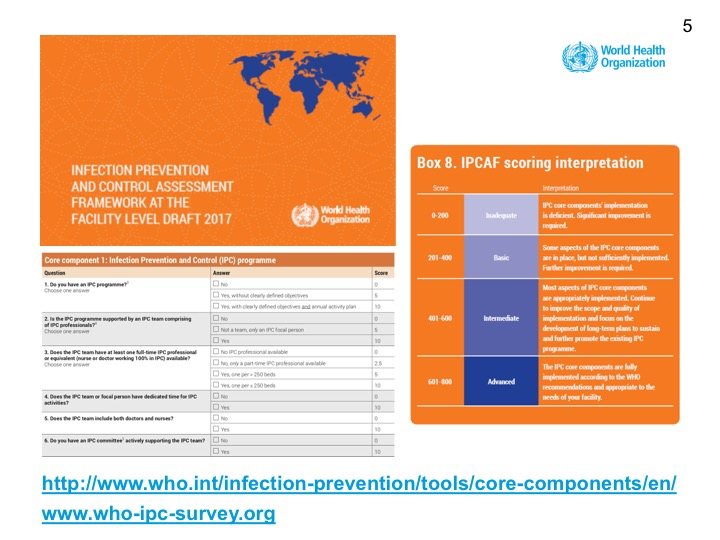 5
World Health
Organization
INFECTION PREVENTION
AND CONTROL ASSESSMENT
FRAMEWORK AT THE
FACILITY LEVEL DRAFT 2017
World Health
Organization
Core component 1: Infection Prevention and Control (IPC) programme
Question Answer Score
1. Do you have an IPC programme?
Choose one answer
No 0
Yes, without clearly defined objectives 5
Yes, with clearly defined objectives and annual activity plan 10
2. Is the IPC programme supported by an IPC team comprising
of IPC professionals?
Choose one answer
No 0
Not a team, only an IPC focal person 5
Yes 10
3. Does the IPC team have at least one full-time IPC professional
or equivalent (nurse or doctor working 100% in IPC) available?
Choose one answer
No IPC professional available 0
No, only a part-time IPC professional available 2.5
Yes, one per > 250 beds 5
Yes, one per ≤ 250 beds 10
4. Does the IPC team or focal person have dedicated time for IPC
activities?
No 0
Yes 10
5. Does the IPC team include both doctors and nurses?
No 0
Yes 10
6. Do you have an IPC committee actively supporting the IPC team?
No 0
Yes 10
Box 8. IPCAF scoring interpretation
Score Interpretation
0-200 Inadequate
IPC core components' implementation
is deficient. Significant improvement is
required.
201-400 Basic
Some aspects of the IPC core components
are in place, but not sufficiently implemented.
Further improvement is required.
401-600 Intermediate
Most aspects of IPC core components
are appropriately implemented. Continue
to improve the scope and quality of
implementation and focus on the
development of long-term plans to sustain
and further promote the existing IPC
programme.
601-800 Advanced
The IPC core components are fully
implemented according to the WHO
recommendations and appropriate to the
needs of your facility.
http://www.who.int/infection-prevention/tools/core-components/en/
www.who-ipc-survey.org